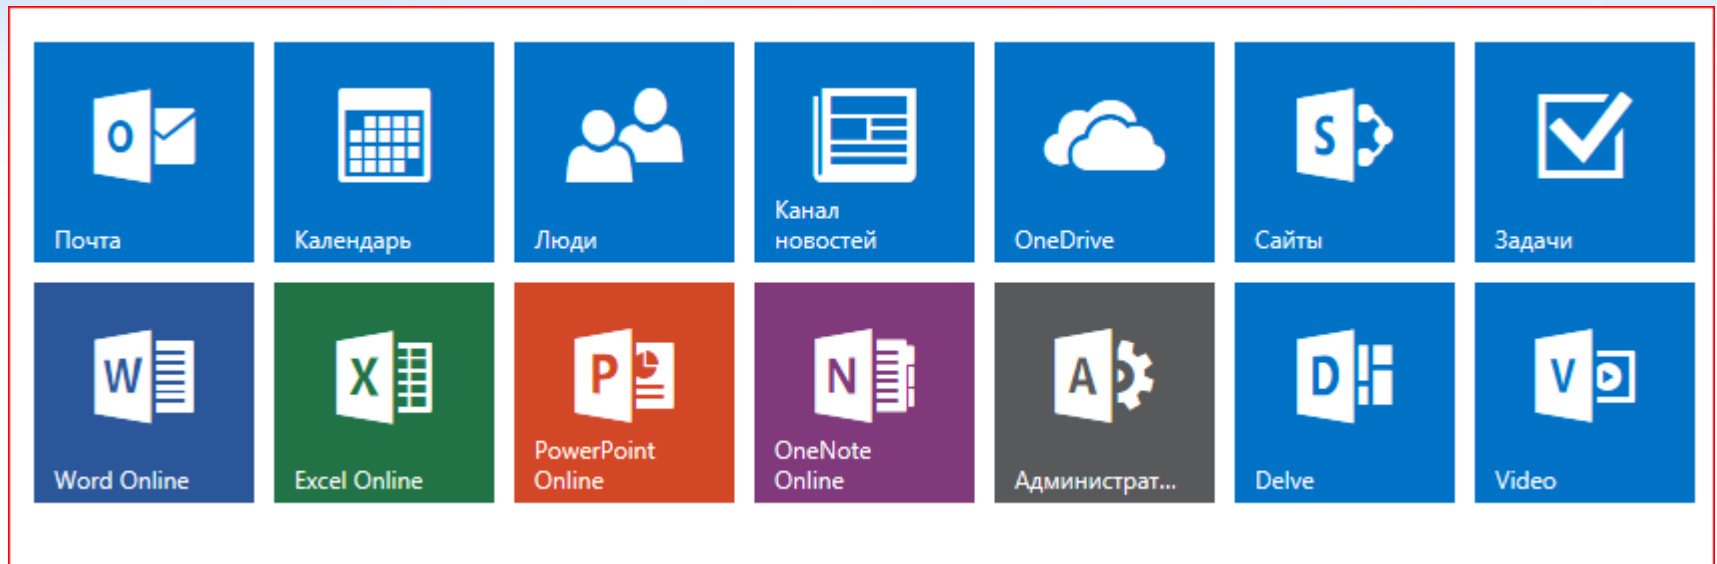 O
S
Почта
Календарь
Люди
Канал
новостей
OneDrive
Сайты
Задачи
W
X
P
N
A
D
V
Word Online
Excel Online
PowerPoint
Online
OneNote
Online
Администрат...
Delve
Video